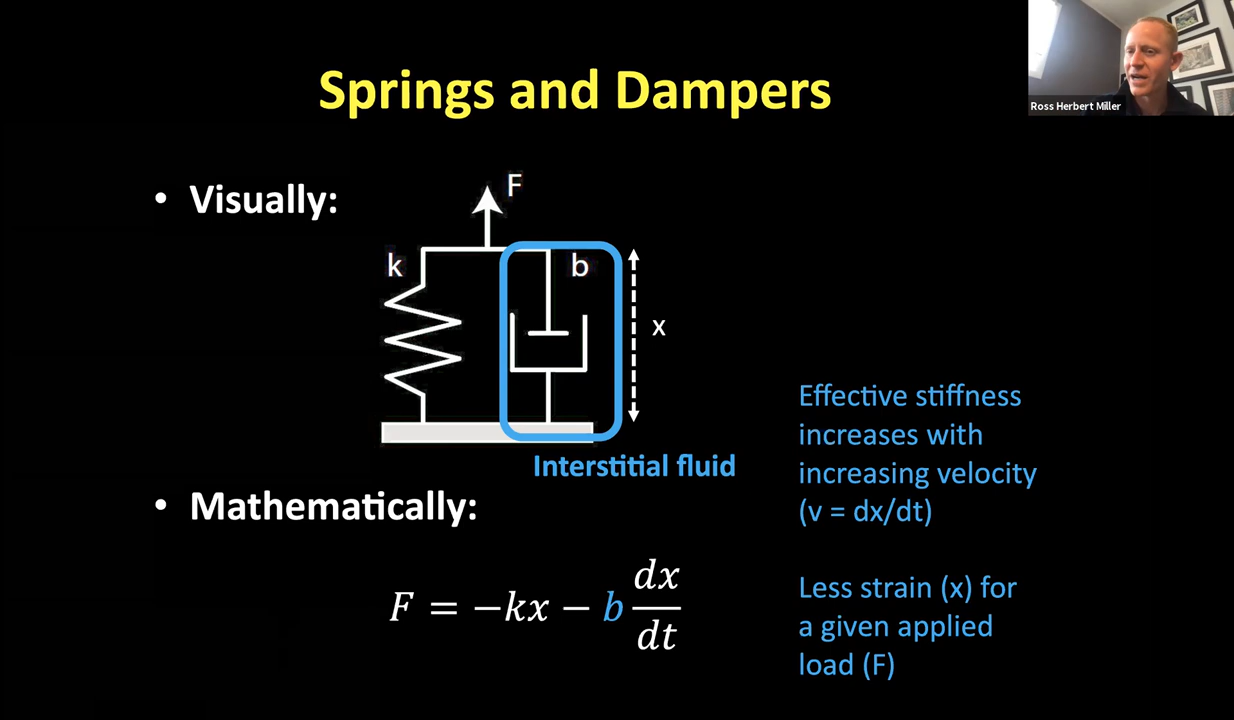 Springs and Dampers
Ross Herbert Miller
• Visually:
F
k
b
x
Interstitial fluid
Effective stiffness
increases with
increasing velocity
(v = dx/dt)
• Mathematically:
F = −kx − b dx/dt
Less strain (x) for
a given applied
load (F)